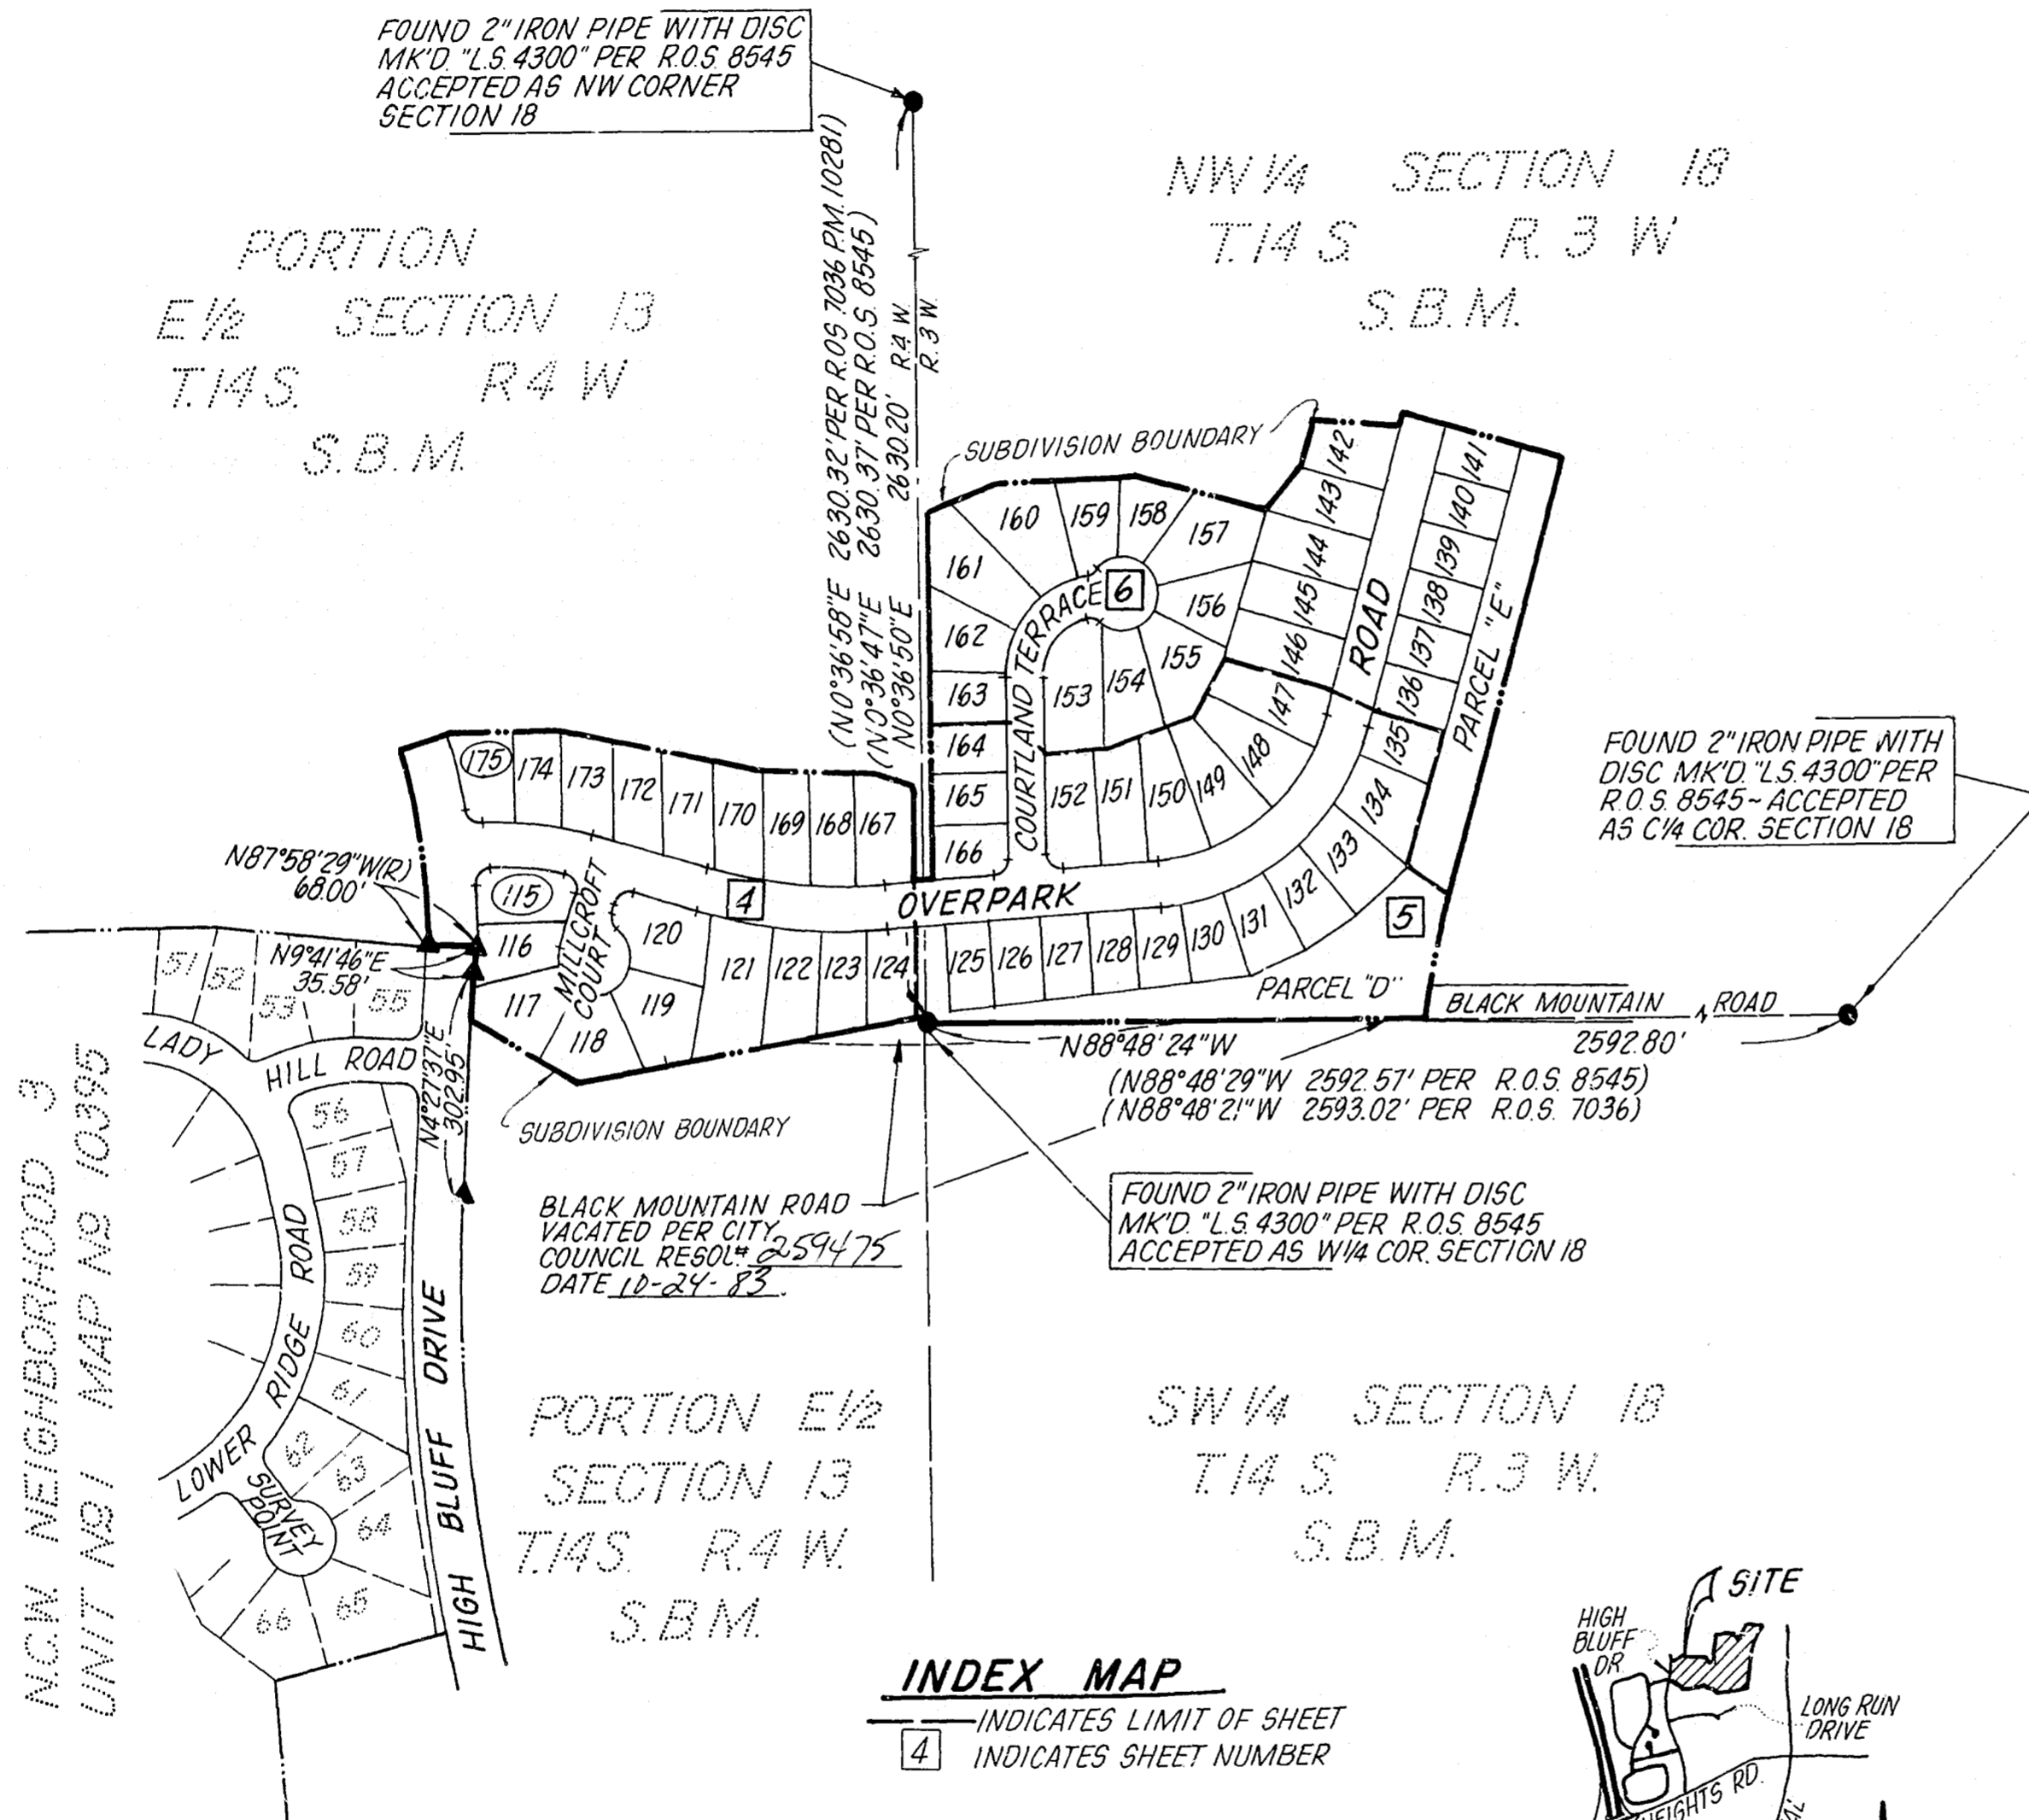 FOUND 2" IRON PIPE WITH DISC
MK'D. "L.S. 4300" PER R.O.S. 8545
ACCEPTED AS NW CORNER
SECTION 18
NW 1/4 SECTION 18
T.14 S R. 3 W
S.B.M.
PORTION
E 1/2 SECTION 13
T.14 S. R 4 W
S.B.M.
(N0°36'58"E 2630.32' PER R.O.S 7036 P.M. 10281)
(N0°36'47"E 2630.37' PER R.O.S. 8545)
N0°36'50"E 2630.20'
R.4 W.
R.3 W.
SUBDIVISION BOUNDARY
142
143
144
145
146
147
148
149
150
151
152
141
140
139
138
137
136
135
134
133
132
131
130
129
128
127
126
125
160
159
158
157
161
156
162
155
163
153
154
164
165
166
6
COURTLAND TERRACE
ROAD
PARCEL "E"
FOUND 2" IRON PIPE WITH
DISC MK'D. "L.S. 4300" PER
R.O.S. 8545 ~ ACCEPTED
AS C 1/4 COR. SECTION 18
175
174
173
172
171
170
169
168
167
N87°58'29"W(R)
68.00'
115
MILLCROFT
COURT
4
OVERPARK
5
116
120
117
118
119
121
122
123
124
PARCEL "D"
BLACK MOUNTAIN ROAD
2592.80'
N88°48'24"W
(N88°48'29"W 2592.57' PER R.O.S. 8545)
(N88°48'21"W 2593.02' PER R.O.S. 7036)
51
52
53
55
N9°41'46"E
35.58'
LADY
HILL ROAD
N4°27'37"E
302.95'
SUBDIVISION BOUNDARY
BLACK MOUNTAIN ROAD
VACATED PER CITY
COUNCIL RESOL# 259475
DATE 10-24-83
FOUND 2" IRON PIPE WITH DISC
MK'D. "L.S. 4300" PER R.O.S. 8545
ACCEPTED AS W 1/4 COR. SECTION 18
N.C.W. NEIGHBORHOOD 3
UNIT Nº 1 MAP Nº 10395
56
57
58
59
60
61
62
63
64
65
66
LOWER RIDGE ROAD
SURVEY
POINT
HIGH BLUFF DRIVE
PORTION E 1/2
SECTION 13
T.14S. R.4 W.
S.B.M.
SW 1/4 SECTION 18
T.14 S. R.3 W.
S.B.M.
INDEX MAP
INDICATES LIMIT OF SHEET
4 INDICATES SHEET NUMBER
SITE
HIGH
BLUFF
DR.
LONG RUN
DRIVE
HEIGHTS RD.